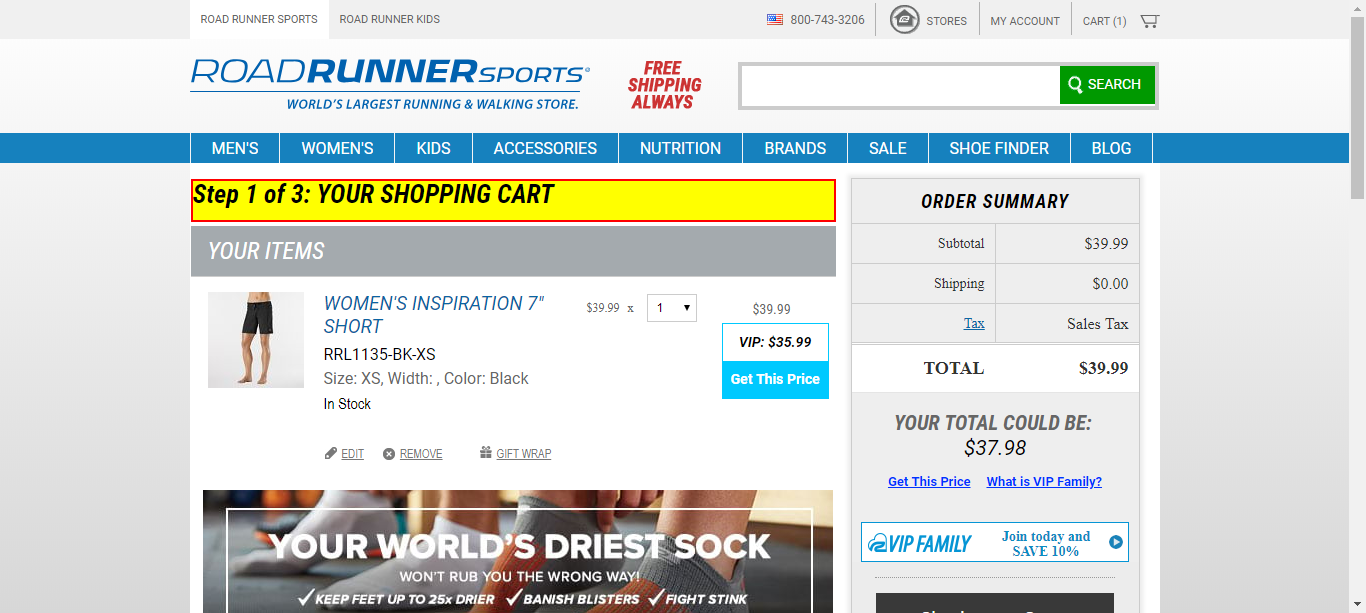 ROAD RUNNER SPORTS
ROAD RUNNER KIDS
800-743-3206
STORES
MY ACCOUNT
CART (1)
ROADRUNNERSPORTS®
WORLD'S LARGEST RUNNING & WALKING STORE.
FREE
SHIPPING
ALWAYS
SEARCH
MEN'S
WOMEN'S
KIDS
ACCESSORIES
NUTRITION
BRANDS
SALE
SHOE FINDER
BLOG
Step 1 of 3: YOUR SHOPPING CART
YOUR ITEMS
WOMEN'S INSPIRATION 7"
SHORT
RRL1135-BK-XS
Size: XS, Width: , Color: Black
In Stock
$39.99 x
1
$39.99
VIP: $35.99
Get This Price
EDIT
REMOVE
GIFT WRAP
YOUR WORLD'S DRIEST SOCK
WON'T RUB YOU THE WRONG WAY!
✓KEEP FEET UP TO 25x DRIER ✓BANISH BLISTERS ✓FIGHT STINK
ORDER SUMMARY
Subtotal $39.99
Shipping $0.00
Tax Sales Tax
TOTAL $39.99
YOUR TOTAL COULD BE:
$37.98
Get This Price What is VIP Family?
VIP FAMILY
Join today and
SAVE 10%